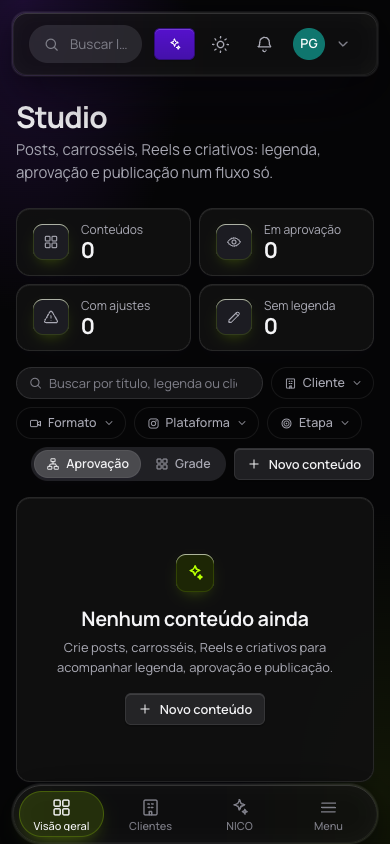 Buscar l...
PG
Studio
Posts, carrosséis, Reels e criativos: legenda,
aprovação e publicação num fluxo só.
Conteúdos
0
Em aprovação
0
Com ajustes
0
Sem legenda
0
Buscar por título, legenda ou clie
Cliente
Formato
Plataforma
Etapa
Aprovação
Grade
Novo conteúdo
Nenhum conteúdo ainda
Crie posts, carrosséis, Reels e criativos para
acompanhar legenda, aprovação e publicação.
Novo conteúdo
Visão geral
Clientes
NICO
Menu